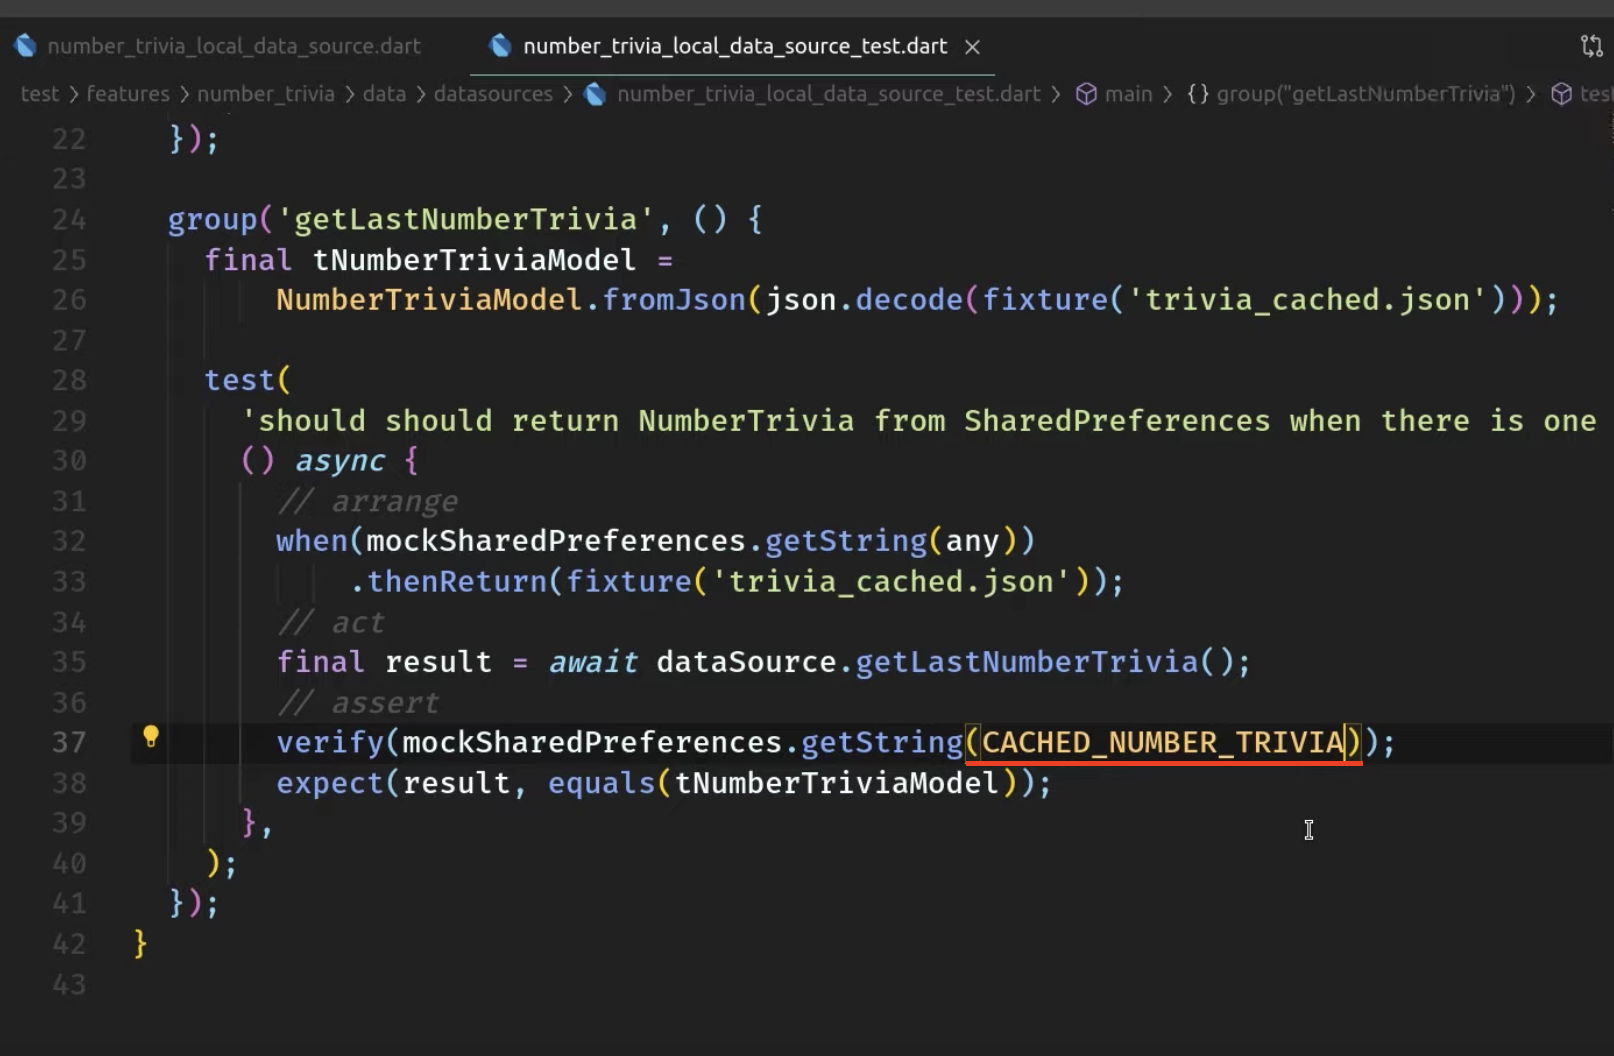 number_trivia_local_data_source.dart number_trivia_local_data_source_test.dart
test > features > number_trivia > data > datasources > number_trivia_local_data_source_test.dart > main > {} group("getLastNumberTrivia") >
22 });
23
24 group('getLastNumberTrivia', () {
25 final tNumberTriviaModel =
26 NumberTriviaModel.fromJson(json.decode(fixture('trivia_cached.json')));
27
28 test(
29 'should should return NumberTrivia from SharedPreferences when there is one
30 () async {
31 // arrange
32 when(mockSharedPreferences.getString(any))
33 .thenReturn(fixture('trivia_cached.json'));
34 // act
35 final result = await dataSource.getLastNumberTrivia();
36 // assert
37 verify(mockSharedPreferences.getString(CACHED_NUMBER_TRIVIA));
38 expect(result, equals(tNumberTriviaModel));
39 },
40 );
41 });
42 }
43